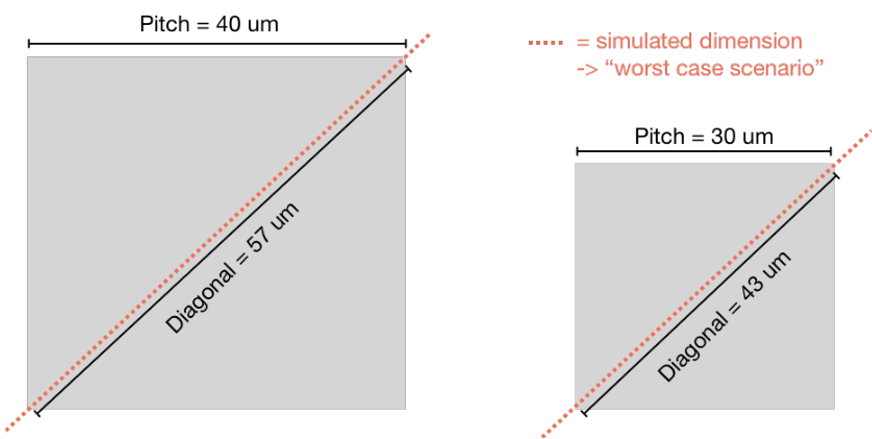 Pitch = 40 um
= simulated dimension
-> “worst case scenario”
Pitch = 30 um
Diagonal = 57 um
Diagonal = 43 um